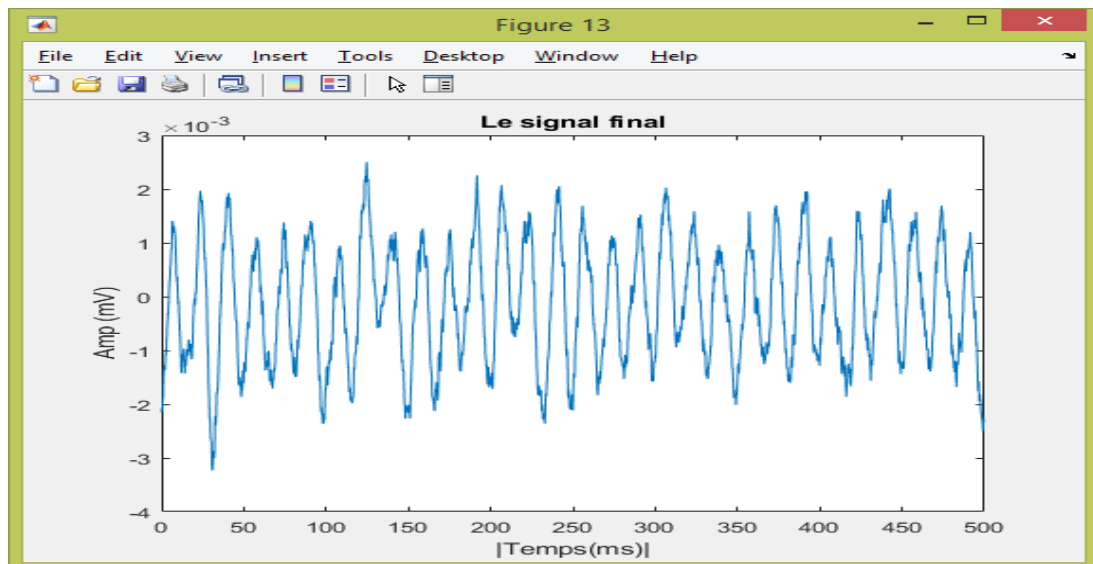 Figure 13
File Edit View Insert Tools Desktop Window Help
Le signal final
× 10-3
3
2
1
0
-1
-2
-3
-4
Amp (mV)
0 50 100 150 200 250 300 350 400 450 500
|Temps(ms)|